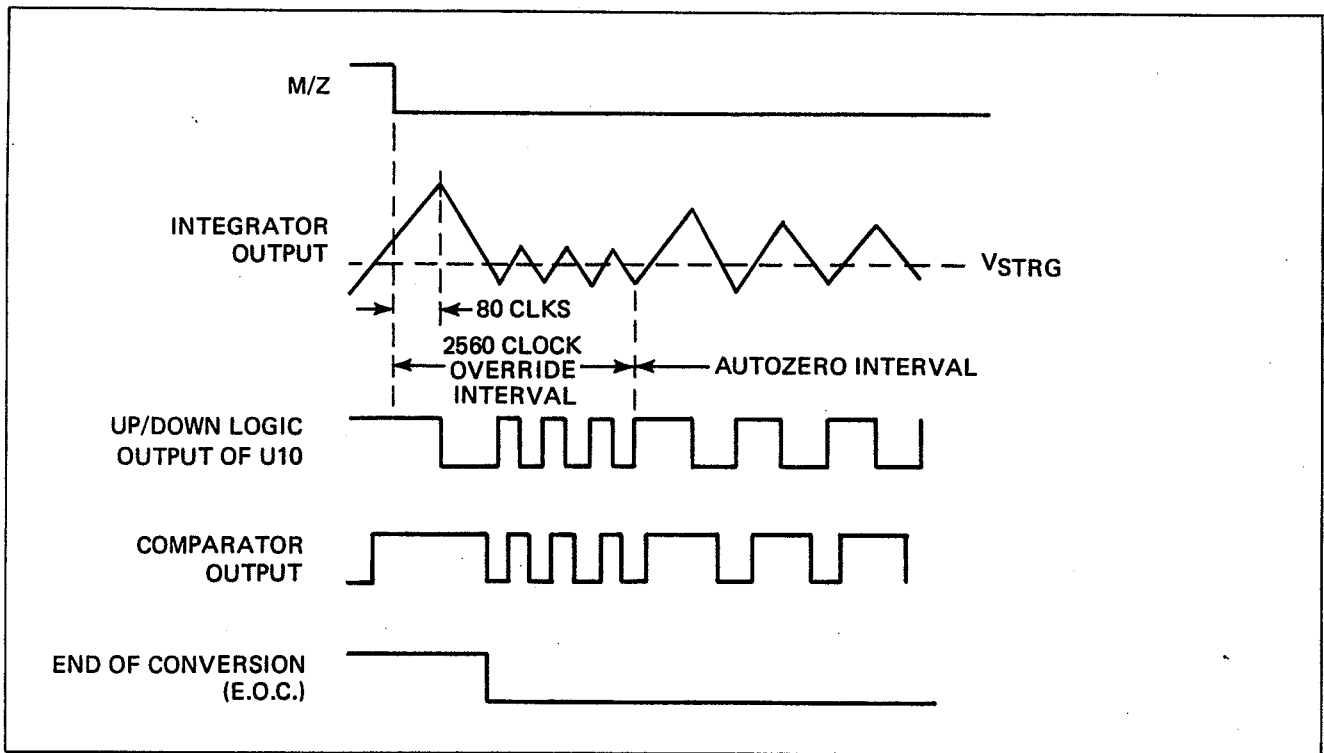 M/Z
INTEGRATOR
OUTPUT
VSTRG
80 CLKS
2560 CLOCK
OVERRIDE
INTERVAL
AUTOZERO INTERVAL
UP/DOWN LOGIC
OUTPUT OF U10
COMPARATOR
OUTPUT
END OF CONVERSION
(E.O.C.)